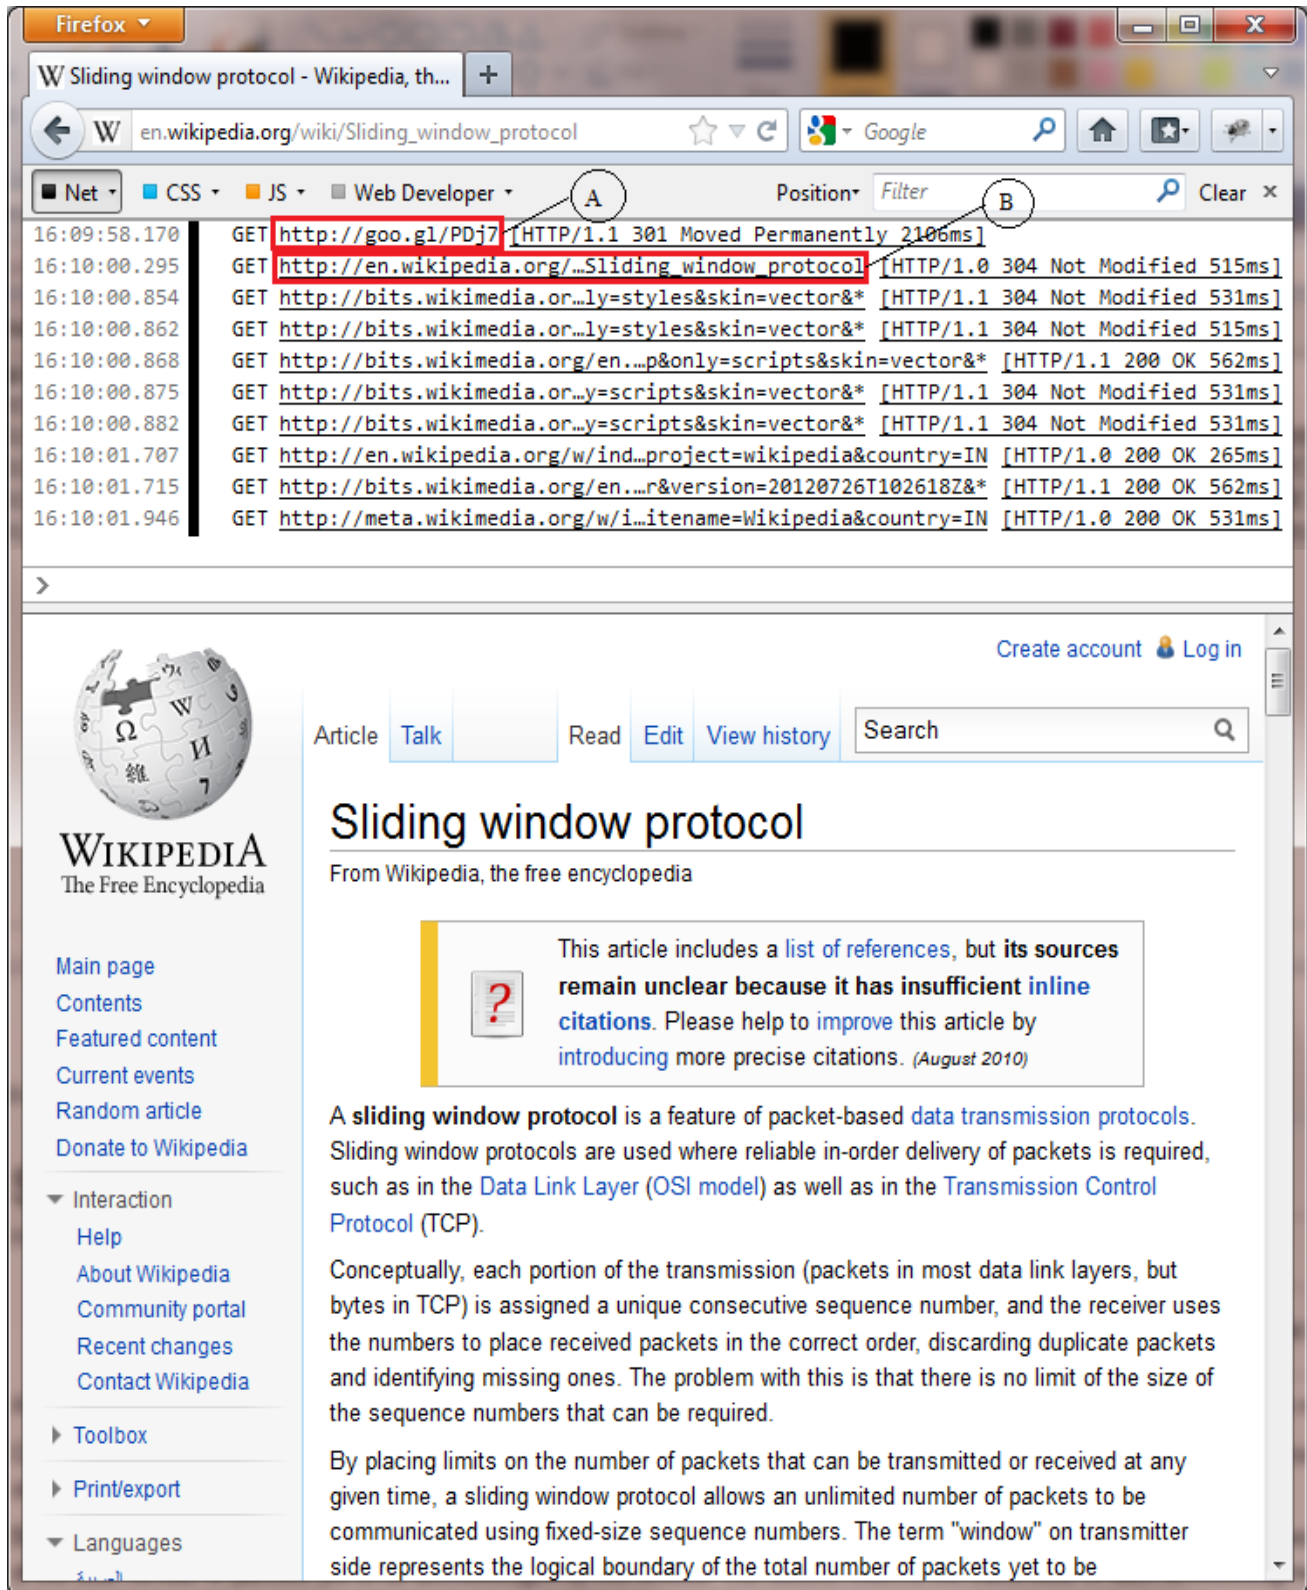 Firefox
Sliding window protocol - Wikipedia, th...
en.wikipedia.org/wiki/Sliding_window_protocol
Google
Net
CSS
JS
Web Developer
Position
Filter
Clear
A
B
16:09:58.170 GET http://goo.gl/PDj7 [HTTP/1.1 301 Moved Permanently 2106ms]
16:10:00.295 GET http://en.wikipedia.org/…Sliding_window_protocol [HTTP/1.0 304 Not Modified 515ms]
16:10:00.854 GET http://bits.wikimedia.or…ly=styles&skin=vector&* [HTTP/1.1 304 Not Modified 531ms]
16:10:00.862 GET http://bits.wikimedia.or…ly=styles&skin=vector&* [HTTP/1.1 304 Not Modified 515ms]
16:10:00.868 GET http://bits.wikimedia.org/en.…p&only=scripts&skin=vector&* [HTTP/1.1 200 OK 562ms]
16:10:00.875 GET http://bits.wikimedia.or…y=scripts&skin=vector&* [HTTP/1.1 304 Not Modified 531ms]
16:10:00.882 GET http://bits.wikimedia.or…y=scripts&skin=vector&* [HTTP/1.1 304 Not Modified 531ms]
16:10:01.707 GET http://en.wikipedia.org/w/ind…project=wikipedia&country=IN [HTTP/1.0 200 OK 265ms]
16:10:01.715 GET http://bits.wikimedia.org/en.…r&version=20120726T102618Z&* [HTTP/1.1 200 OK 562ms]
16:10:01.946 GET http://meta.wikimedia.org/w/i…itename=Wikipedia&country=IN [HTTP/1.0 200 OK 531ms]
Create account Log in
Article Talk Read Edit View history Search
WIKIPEDIA
The Free Encyclopedia
Main page
Contents
Featured content
Current events
Random article
Donate to Wikipedia
Interaction
Help
About Wikipedia
Community portal
Recent changes
Contact Wikipedia
Toolbox
Print/export
Languages
Sliding window protocol
From Wikipedia, the free encyclopedia
This article includes a list of references, but its sources
remain unclear because it has insufficient inline
citations. Please help to improve this article by
introducing more precise citations. (August 2010)
A sliding window protocol is a feature of packet-based data transmission protocols.
Sliding window protocols are used where reliable in-order delivery of packets is required,
such as in the Data Link Layer (OSI model) as well as in the Transmission Control
Protocol (TCP).
Conceptually, each portion of the transmission (packets in most data link layers, but
bytes in TCP) is assigned a unique consecutive sequence number, and the receiver uses
the numbers to place received packets in the correct order, discarding duplicate packets
and identifying missing ones. The problem with this is that there is no limit of the size of
the sequence numbers that can be required.
By placing limits on the number of packets that can be transmitted or received at any
given time, a sliding window protocol allows an unlimited number of packets to be
communicated using fixed-size sequence numbers. The term "window" on transmitter
side represents the logical boundary of the total number of packets yet to be